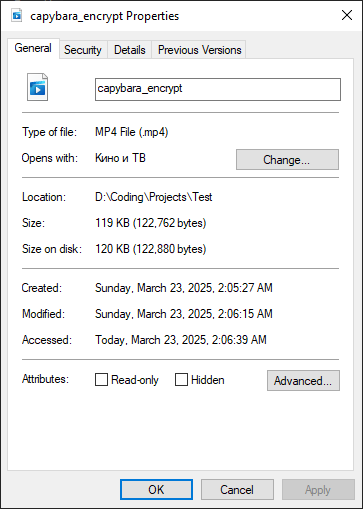 capybara_encrypt Properties
General Security Details Previous Versions
capybara_encrypt
Type of file: MP4 File (.mp4)
Opens with: Кино и ТВ Change...
Location: D:\Coding\Projects\Test
Size: 119 KB (122,762 bytes)
Size on disk: 120 KB (122,880 bytes)
Created: Sunday, March 23, 2025, 2:05:27 AM
Modified: Sunday, March 23, 2025, 2:06:15 AM
Accessed: Today, March 23, 2025, 2:06:39 AM
Attributes: Read-only Hidden Advanced...
OK Cancel Apply